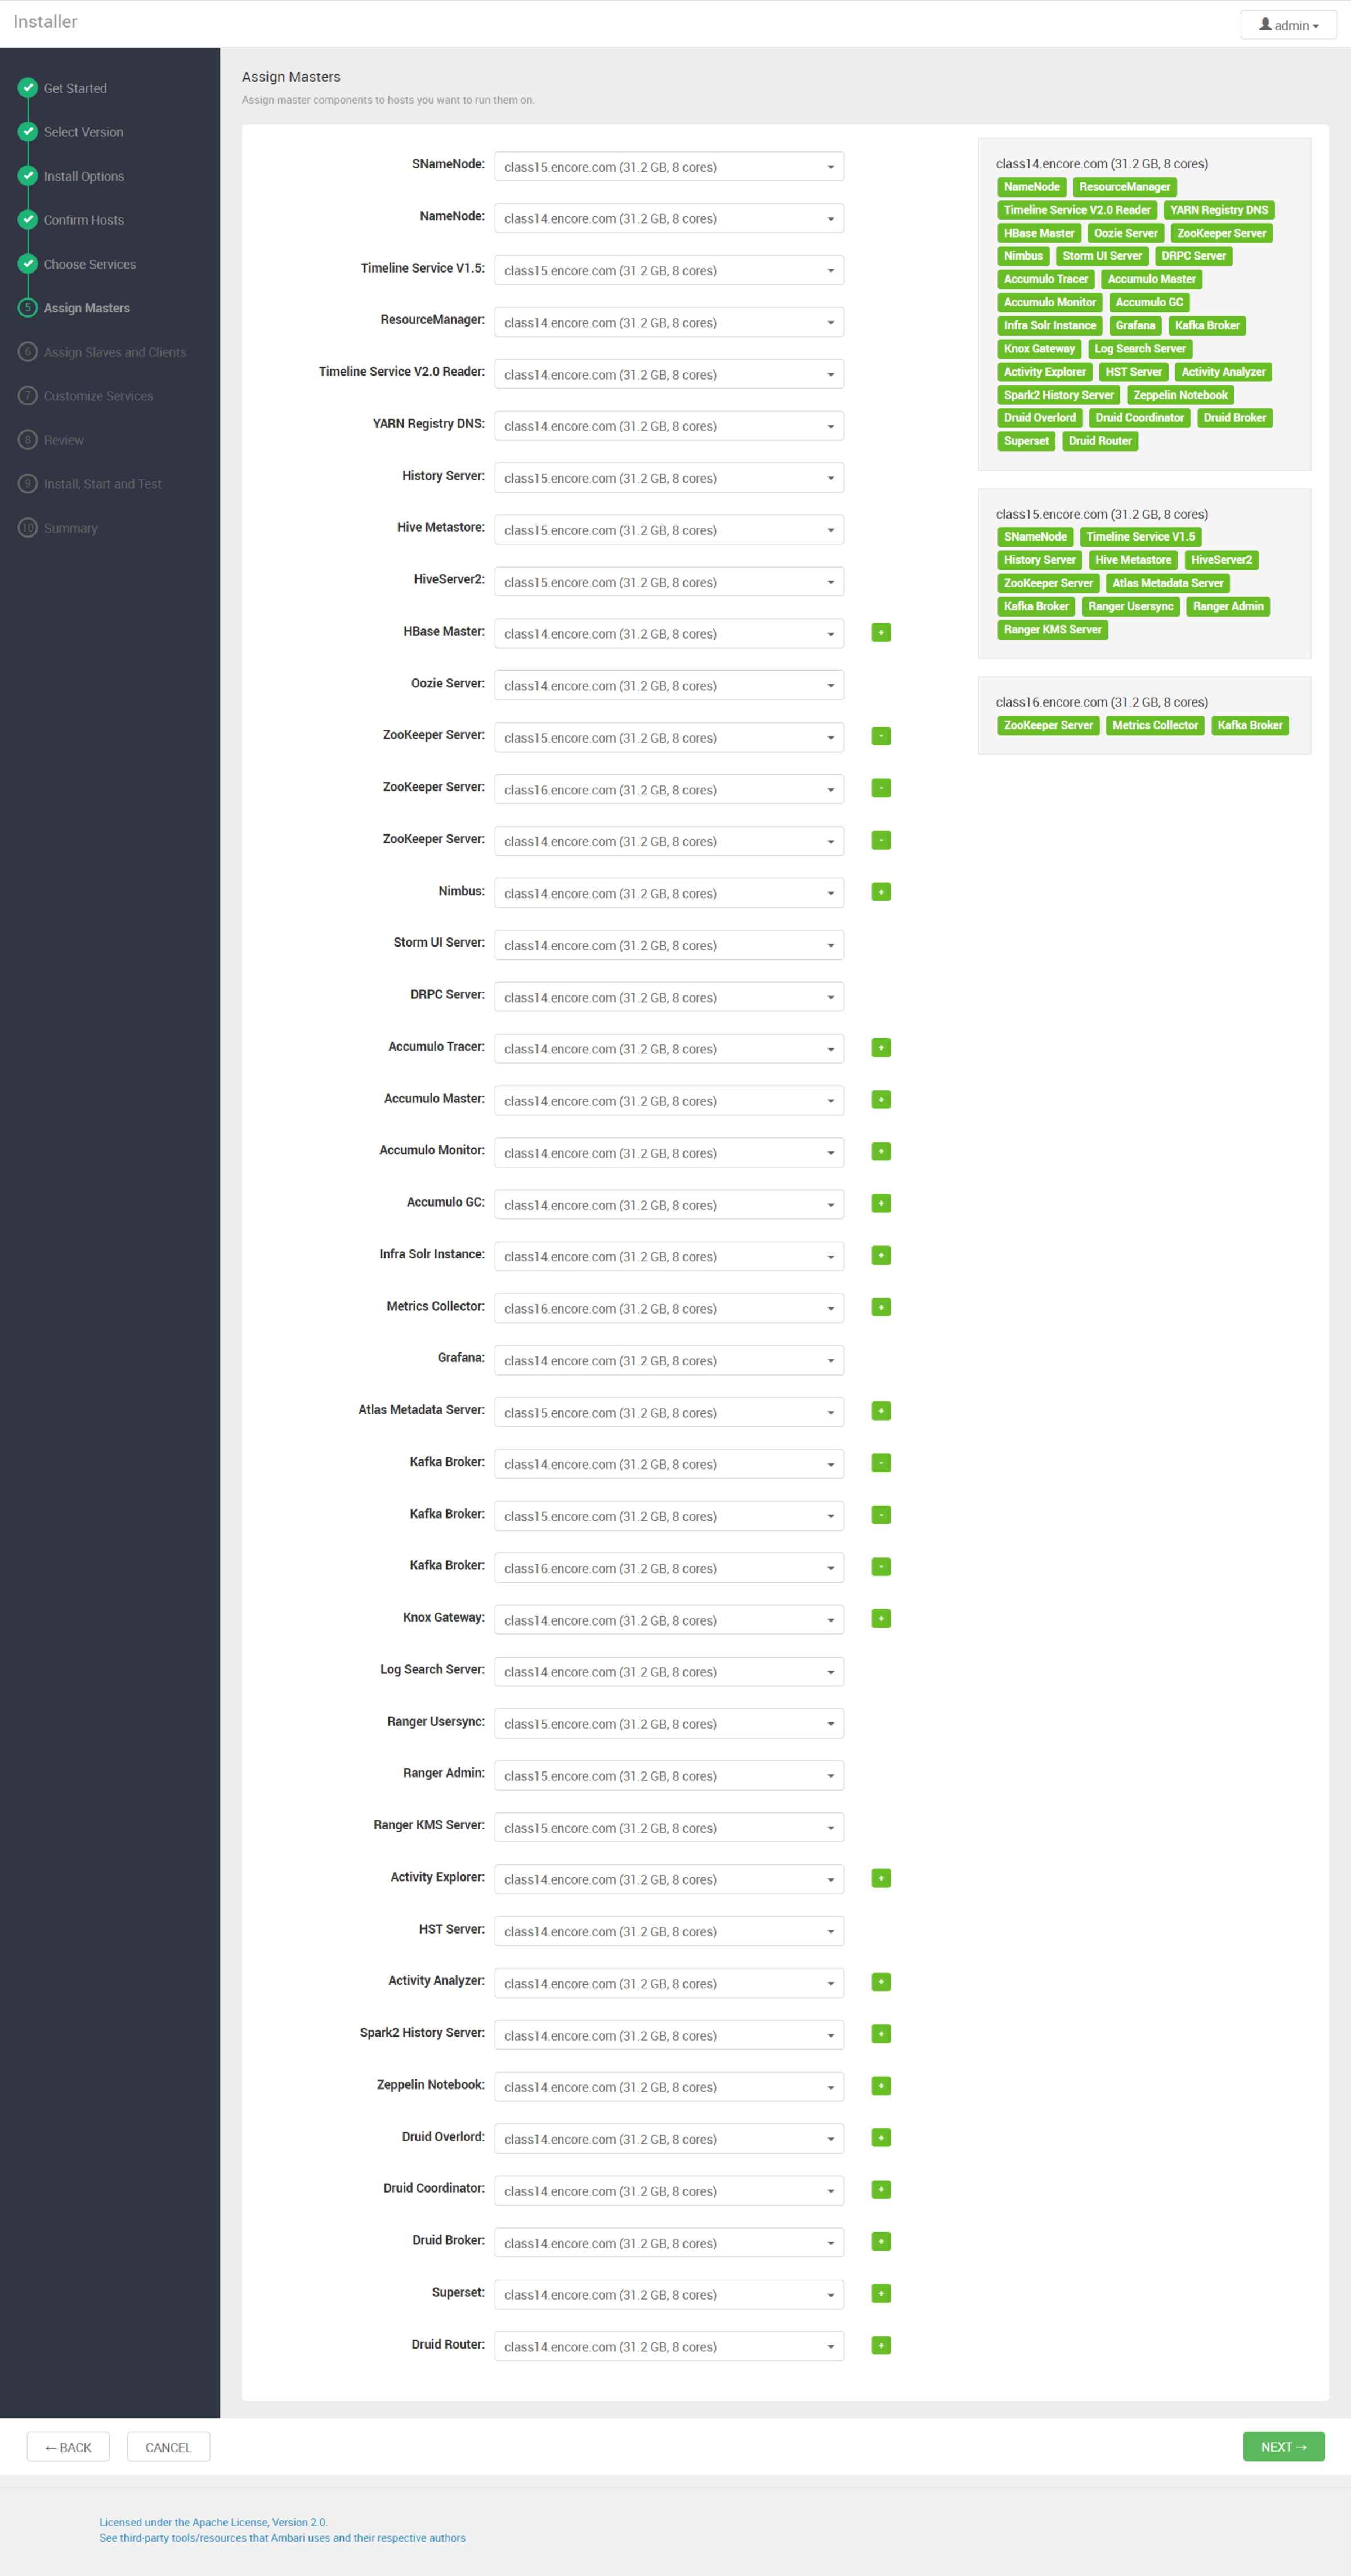 Installer
admin
Get Started
Select Version
Install Options
Confirm Hosts
Choose Services
5 Assign Masters
6 Assign Slaves and Clients
7 Customize Services
8 Review
9 Install, Start and Test
10 Summary
Assign Masters
Assign master components to hosts you want to run them on.
SNameNode: class15.encore.com (31.2 GB, 8 cores)
NameNode: class14.encore.com (31.2 GB, 8 cores)
Timeline Service V1.5: class15.encore.com (31.2 GB, 8 cores)
ResourceManager: class14.encore.com (31.2 GB, 8 cores)
Timeline Service V2.0 Reader: class14.encore.com (31.2 GB, 8 cores)
YARN Registry DNS: class14.encore.com (31.2 GB, 8 cores)
History Server: class15.encore.com (31.2 GB, 8 cores)
Hive Metastore: class15.encore.com (31.2 GB, 8 cores)
HiveServer2: class15.encore.com (31.2 GB, 8 cores)
HBase Master: class14.encore.com (31.2 GB, 8 cores) +
Oozie Server: class14.encore.com (31.2 GB, 8 cores)
ZooKeeper Server: class15.encore.com (31.2 GB, 8 cores) -
ZooKeeper Server: class16.encore.com (31.2 GB, 8 cores) -
ZooKeeper Server: class14.encore.com (31.2 GB, 8 cores) -
Nimbus: class14.encore.com (31.2 GB, 8 cores) +
Storm UI Server: class14.encore.com (31.2 GB, 8 cores)
DRPC Server: class14.encore.com (31.2 GB, 8 cores)
Accumulo Tracer: class14.encore.com (31.2 GB, 8 cores) +
Accumulo Master: class14.encore.com (31.2 GB, 8 cores) +
Accumulo Monitor: class14.encore.com (31.2 GB, 8 cores) +
Accumulo GC: class14.encore.com (31.2 GB, 8 cores) +
Infra Solr Instance: class14.encore.com (31.2 GB, 8 cores) +
Metrics Collector: class16.encore.com (31.2 GB, 8 cores) +
Grafana: class14.encore.com (31.2 GB, 8 cores)
Atlas Metadata Server: class15.encore.com (31.2 GB, 8 cores) +
Kafka Broker: class14.encore.com (31.2 GB, 8 cores) -
Kafka Broker: class15.encore.com (31.2 GB, 8 cores) -
Kafka Broker: class16.encore.com (31.2 GB, 8 cores) -
Knox Gateway: class14.encore.com (31.2 GB, 8 cores) +
Log Search Server: class14.encore.com (31.2 GB, 8 cores)
Ranger Usersync: class15.encore.com (31.2 GB, 8 cores)
Ranger Admin: class15.encore.com (31.2 GB, 8 cores)
Ranger KMS Server: class15.encore.com (31.2 GB, 8 cores)
Activity Explorer: class14.encore.com (31.2 GB, 8 cores) +
HST Server: class14.encore.com (31.2 GB, 8 cores)
Activity Analyzer: class14.encore.com (31.2 GB, 8 cores) +
Spark2 History Server: class14.encore.com (31.2 GB, 8 cores) +
Zeppelin Notebook: class14.encore.com (31.2 GB, 8 cores) +
Druid Overlord: class14.encore.com (31.2 GB, 8 cores) +
Druid Coordinator: class14.encore.com (31.2 GB, 8 cores) +
Druid Broker: class14.encore.com (31.2 GB, 8 cores) +
Superset: class14.encore.com (31.2 GB, 8 cores) +
Druid Router: class14.encore.com (31.2 GB, 8 cores) +
class14.encore.com (31.2 GB, 8 cores)
NameNode ResourceManager
Timeline Service V2.0 Reader YARN Registry DNS
HBase Master Oozie Server ZooKeeper Server
Nimbus Storm UI Server DRPC Server
Accumulo Tracer Accumulo Master
Accumulo Monitor Accumulo GC
Infra Solr Instance Grafana Kafka Broker
Knox Gateway Log Search Server
Activity Explorer HST Server Activity Analyzer
Spark2 History Server Zeppelin Notebook
Druid Overlord Druid Coordinator Druid Broker
Superset Druid Router
class15.encore.com (31.2 GB, 8 cores)
SNameNode Timeline Service V1.5
History Server Hive Metastore HiveServer2
ZooKeeper Server Atlas Metadata Server
Kafka Broker Ranger Usersync Ranger Admin
Ranger KMS Server
class16.encore.com (31.2 GB, 8 cores)
ZooKeeper Server Metrics Collector Kafka Broker
← BACK
CANCEL
NEXT →
Licensed under the Apache License, Version 2.0.
See third-party tools/resources that Ambari uses and their respective authors